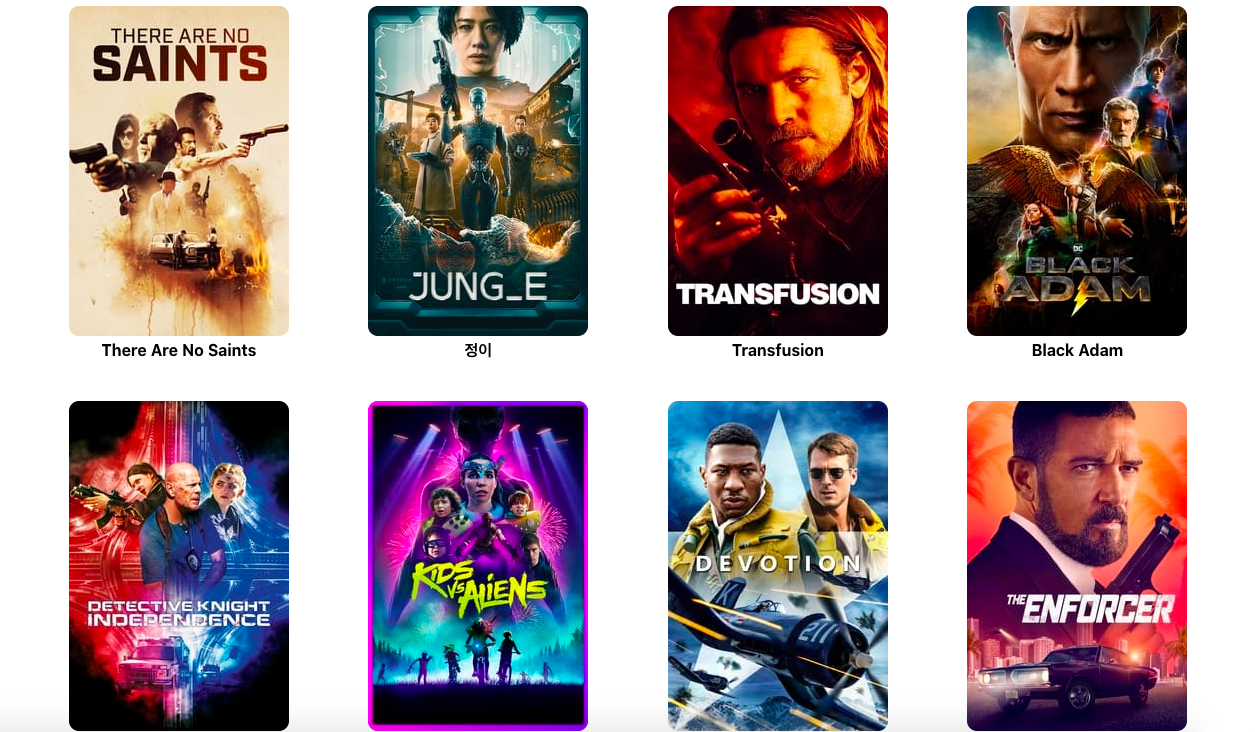 THERE ARE NO
SAINTS
There Are No Saints
JUNG_E
정이
TRANSFUSION
Transfusion
DC
BLACK
ADAM
Black Adam
DETECTIVE KNIGHT
INDEPENDENCE
KIDS
VS ALIENS
DEVOTION
211
THE ENFORCER